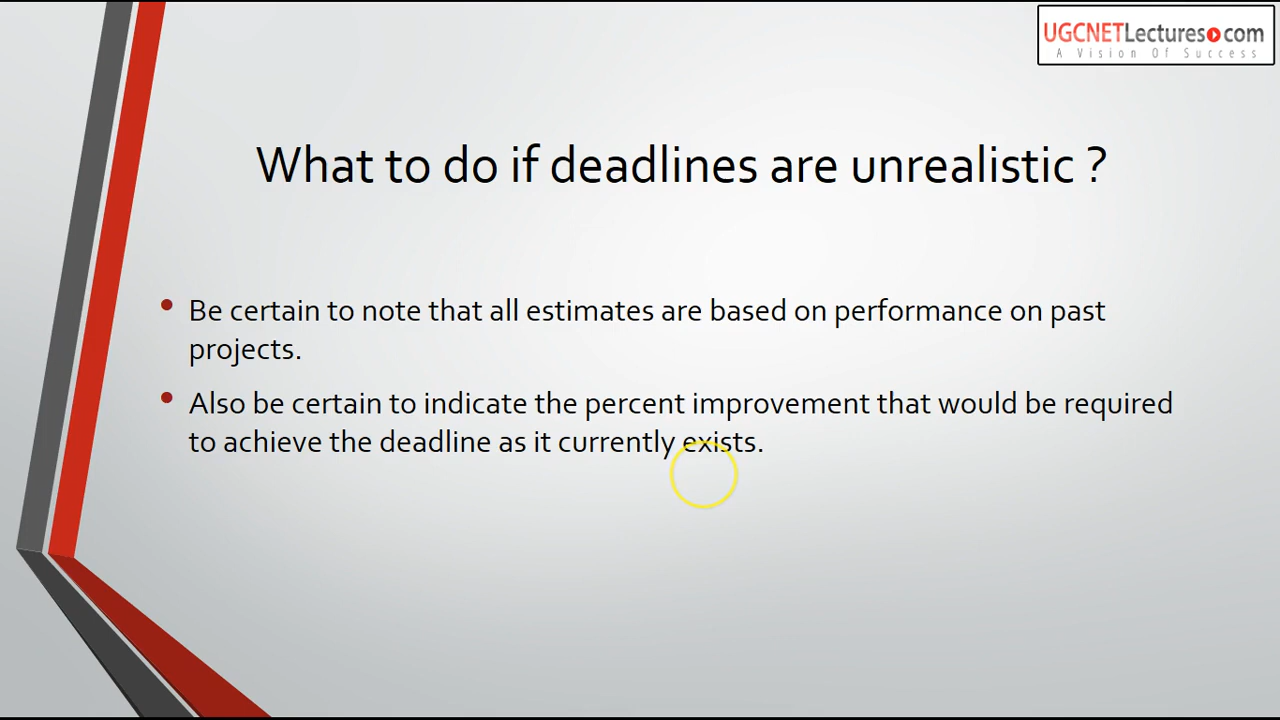 UGCNETLectures.com
A Vision Of Success
What to do if deadlines are unrealistic ?
• Be certain to note that all estimates are based on performance on past
projects.
• Also be certain to indicate the percent improvement that would be required
to achieve the deadline as it currently exists.